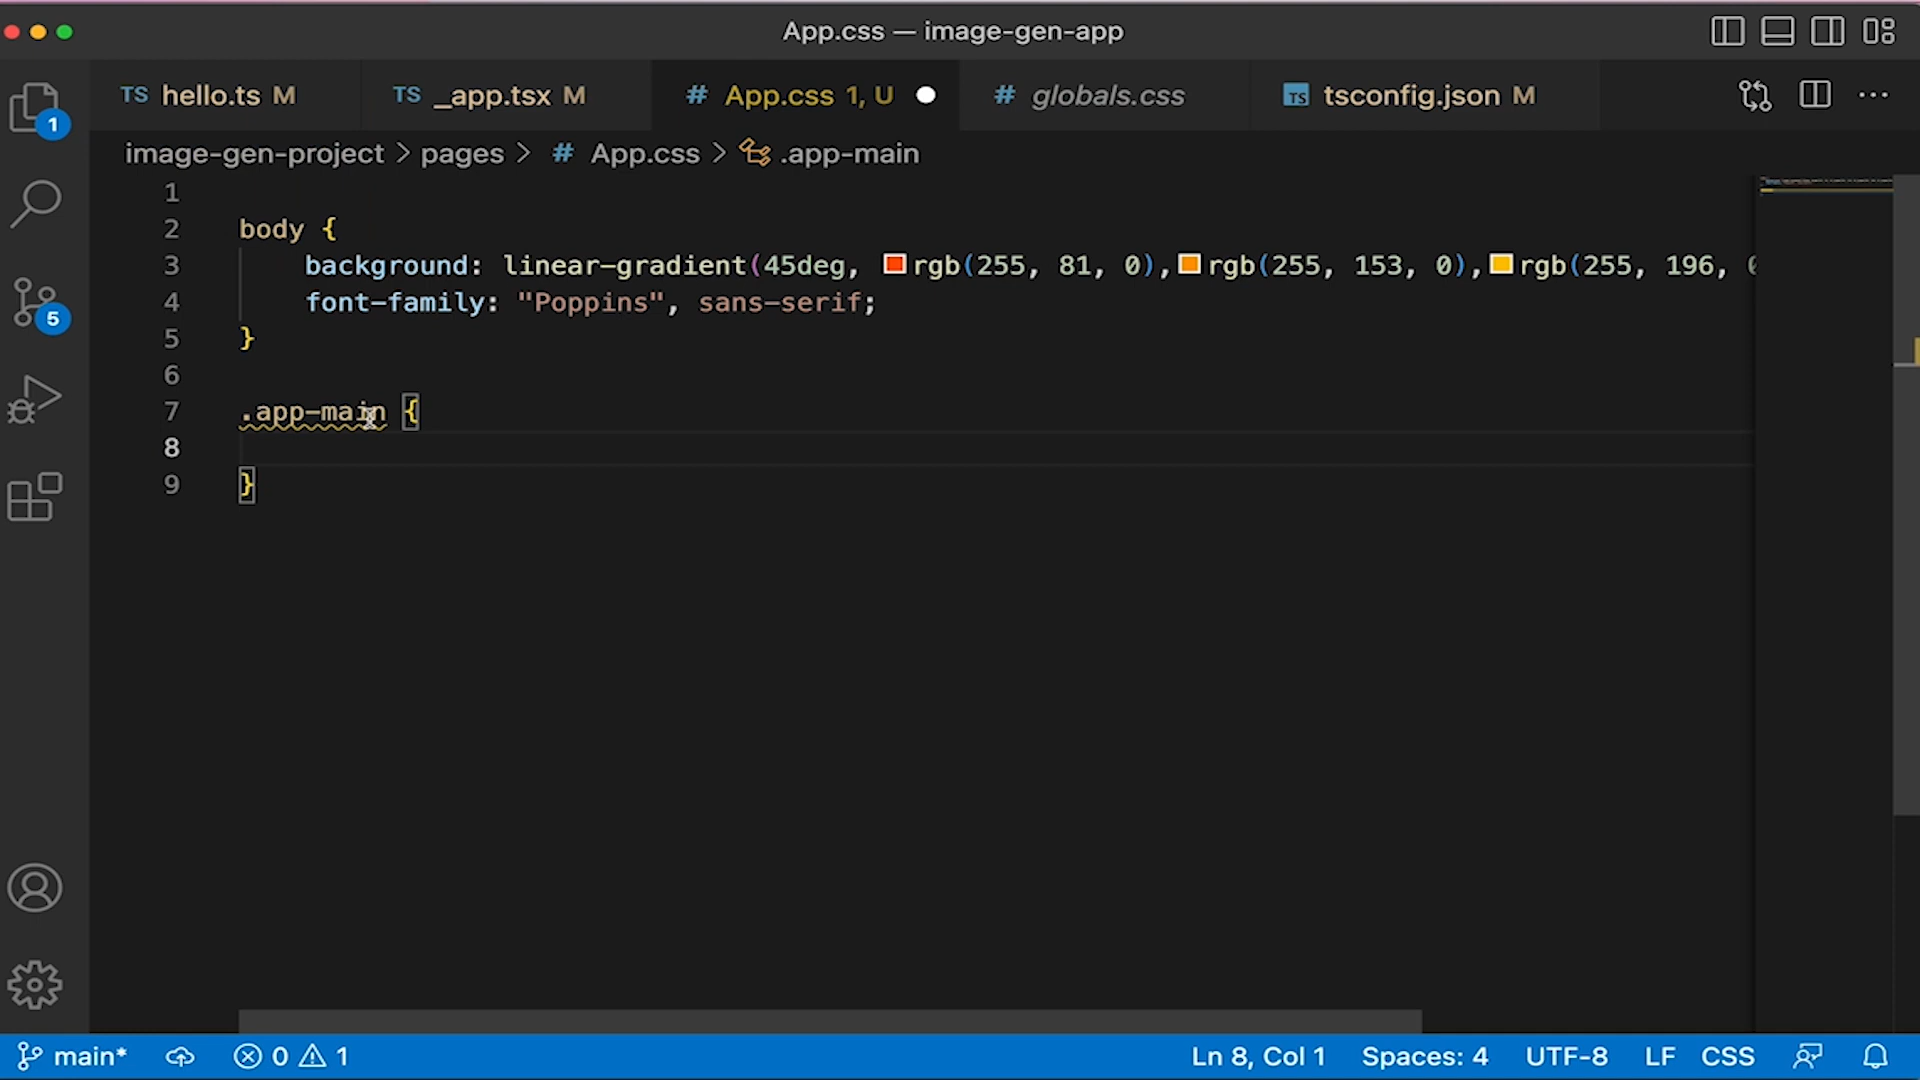 App.css — image-gen-app
TS hello.ts M TS _app.tsx M # App.css 1, U # globals.css TS tsconfig.json M
image-gen-project > pages > # App.css > .app-main
1
2 body {
3 background: linear-gradient(45deg, rgb(255, 81, 0),rgb(255, 153, 0),rgb(255, 196,
4 font-family: "Poppins", sans-serif;
5 }
6
7 .app-main {
8
9 }
1
5
main* 0 1 Ln 8, Col 1 Spaces: 4 UTF-8 LF CSS